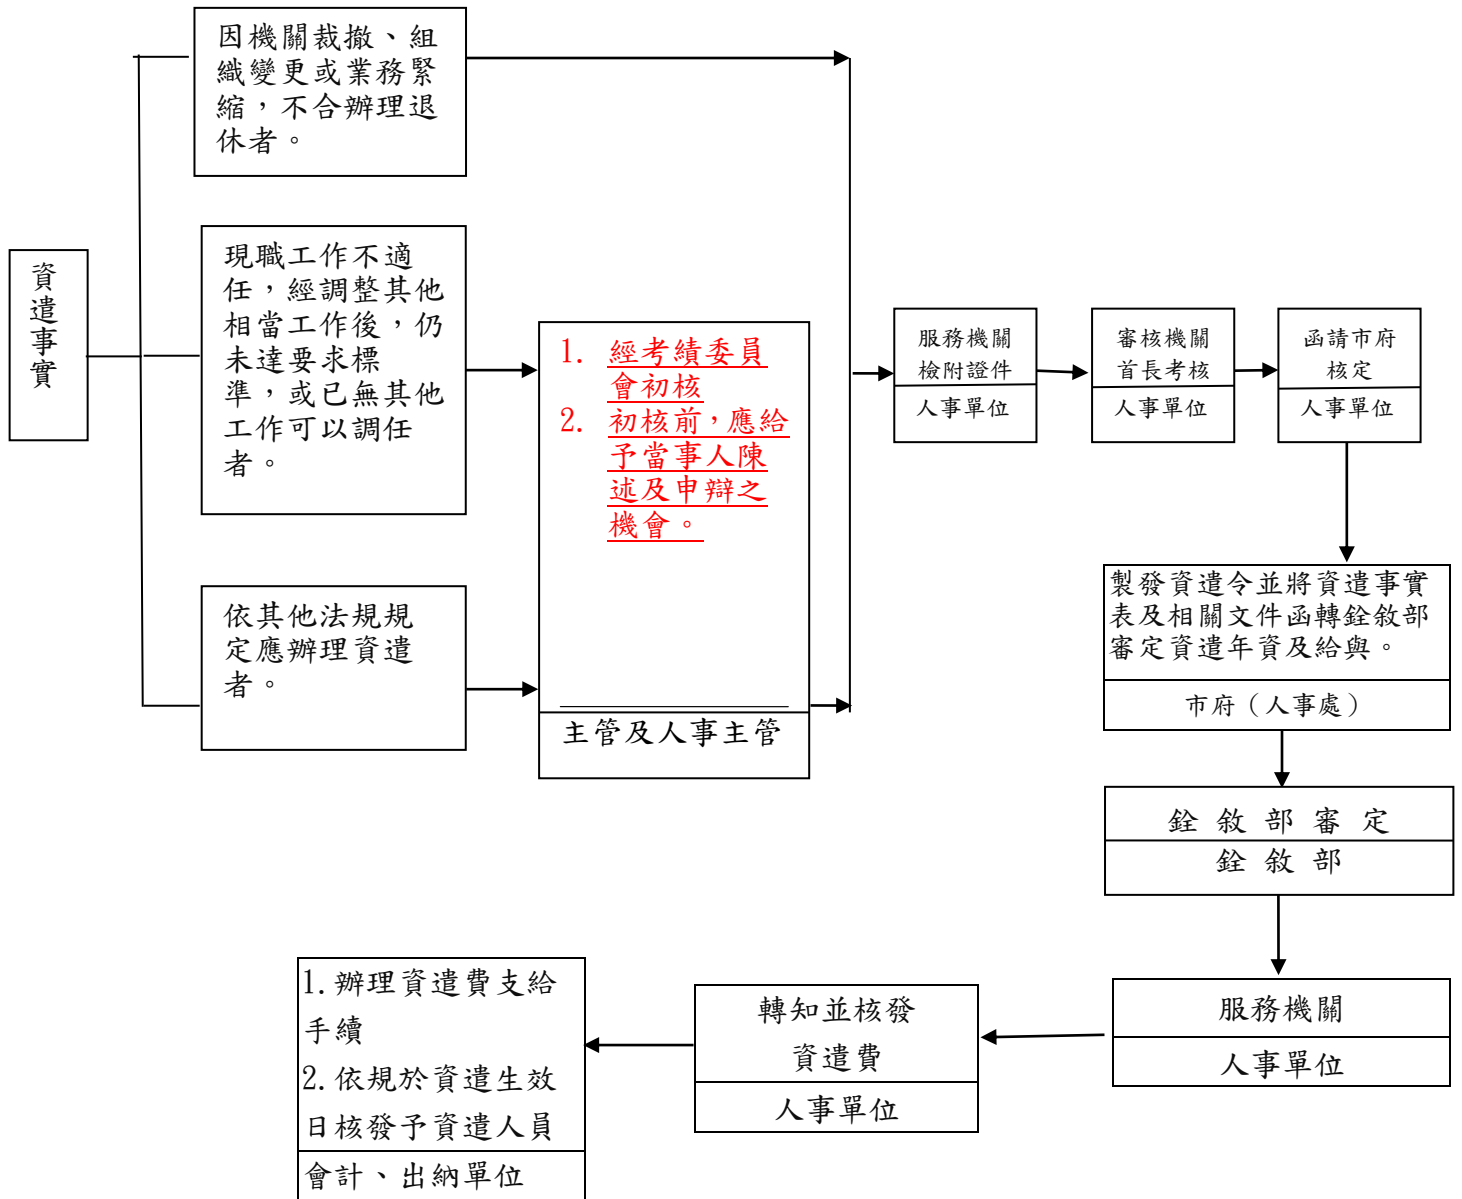 資遣事實
因機關裁撤、組
織變更或業務緊
縮，不合辦理退
休者。
現職工作不適
任，經調整其他
相當工作後，仍
未達要求標
準，或已無其他
工作可以調任
者。
依其他法規規
定應辦理資遣
者。
1. 經考績委員
會初核
2. 初核前，應給
予當事人陳
述及申辯之
機會。
主管及人事主管
服務機關
檢附證件
人事單位
審核機關
首長考核
人事單位
函請市府
核定
人事單位
製發資遣令並將資遣事實
表及相關文件函轉銓敘部
審定資遣年資及給與。
市府（人事處）
銓敘部審定
銓敘部
服務機關
人事單位
轉知並核發
資遣費
人事單位
1.辦理資遣費支給
手續
2.依規於資遣生效
日核發予資遣人員
會計、出納單位